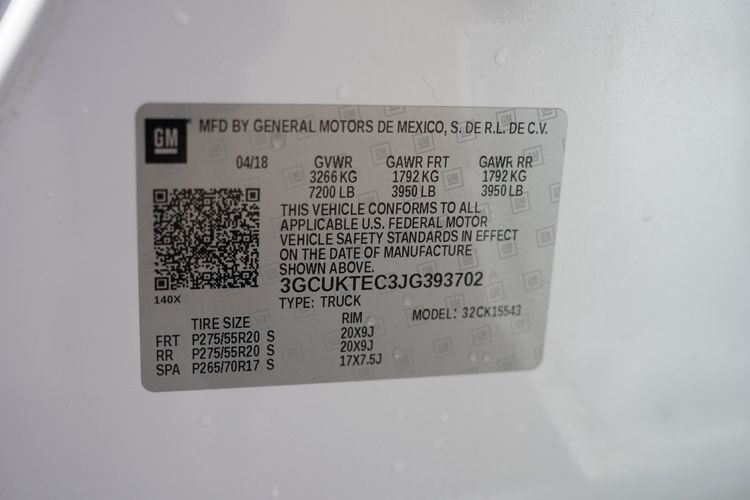 GM
MFD BY GENERAL MOTORS DE MEXICO, S. DE R.L. DE C.V.
04/18 GVWR GAWR FRT GAWR RR
3266 KG 1792 KG 1792 KG
7200 LB 3950 LB 3950 LB
THIS VEHICLE CONFORMS TO ALL
APPLICABLE U.S. FEDERAL MOTOR
VEHICLE SAFETY STANDARDS IN EFFECT
ON THE DATE OF MANUFACTURE
SHOWN ABOVE.
3GCUKTEC3JG393702
140X
TYPE: TRUCK
MODEL: 32CK15543
TIRE SIZE RIM
FRT P275/55R20 S 20X9J
RR P275/55R20 S 20X9J
SPA P265/70R17 S 17X7.5J